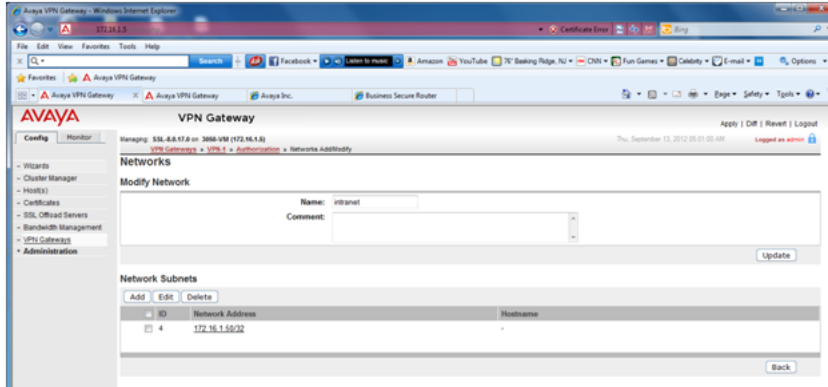 Avaya VPN Gateway - Windows Internet Explorer
172.16.1.5
Certificate Error
Bing
File Edit View Favorites Tools Help
Search
Facebook
Listen to music
Amazon
YouTube
76° Basking Ridge, NJ
CNN
Fun Games
Celebrity
E-mail
Options
Favorites
Avaya VPN Gateway
Avaya VPN Gateway
Avaya VPN Gateway
Avaya Inc.
Business Secure Router
Page
Safety
Tools
AVAYA
VPN Gateway
Apply | Diff | Revert | Logout
Config
Monitor
Managing: SSL-8.0.17.0 on 3050-VM (172.16.1.5)
Thu, September 13, 2012 05:01:00 AM
Logged as admin
VPN Gateways » VPN-1 » Authorization » Networks Add/Modify
Networks
Wizards
Cluster Manager
Host(s)
Certificates
SSL Offload Servers
Bandwidth Management
VPN Gateways
Administration
Modify Network
Name: intranet
Comment:
Update
Network Subnets
Add Edit Delete
ID Network Address Hostname
4 172.16.1.50/32 -
Back